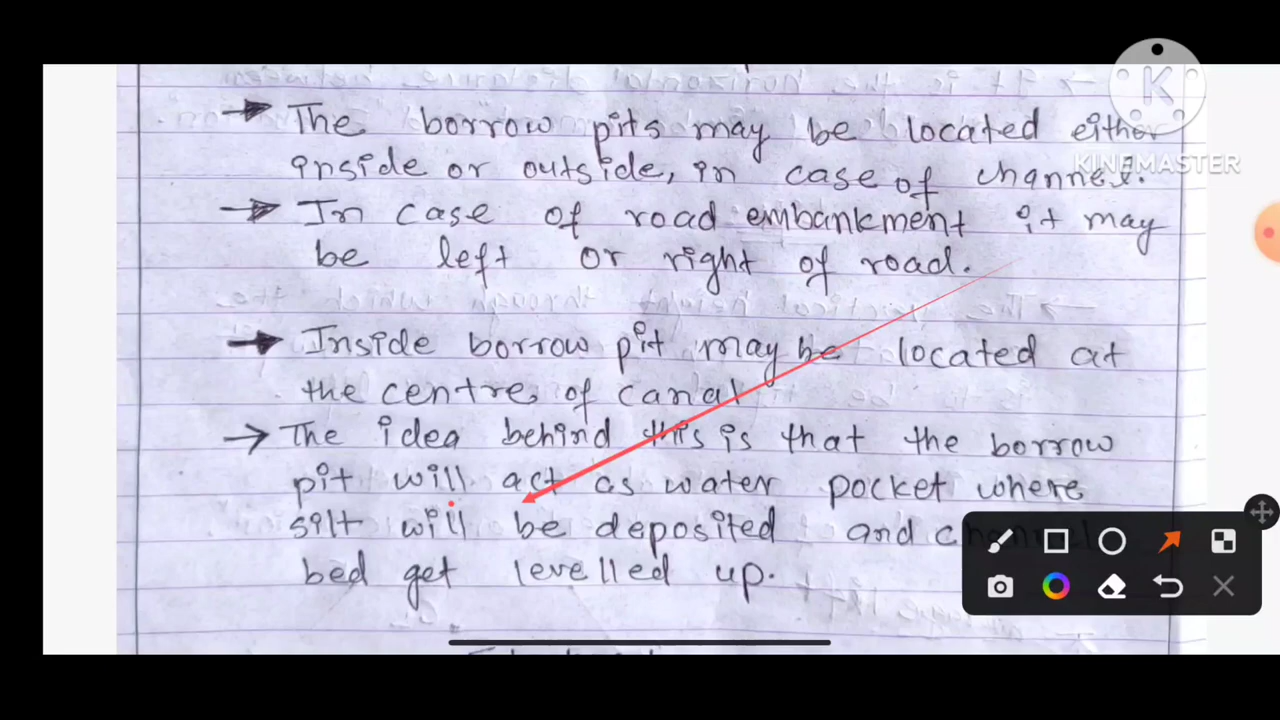 → The borrow pits may be located either
inside or outside, in case of channel.
→ In case of road embankment it may
be left or right of road.
→ Inside borrow pit may be located at
the centre of canal
→ The idea behind this is that the borrow
pit will act as water pocket where
silt will be deposited and
bed get levelled up.
K
KINEMASTER